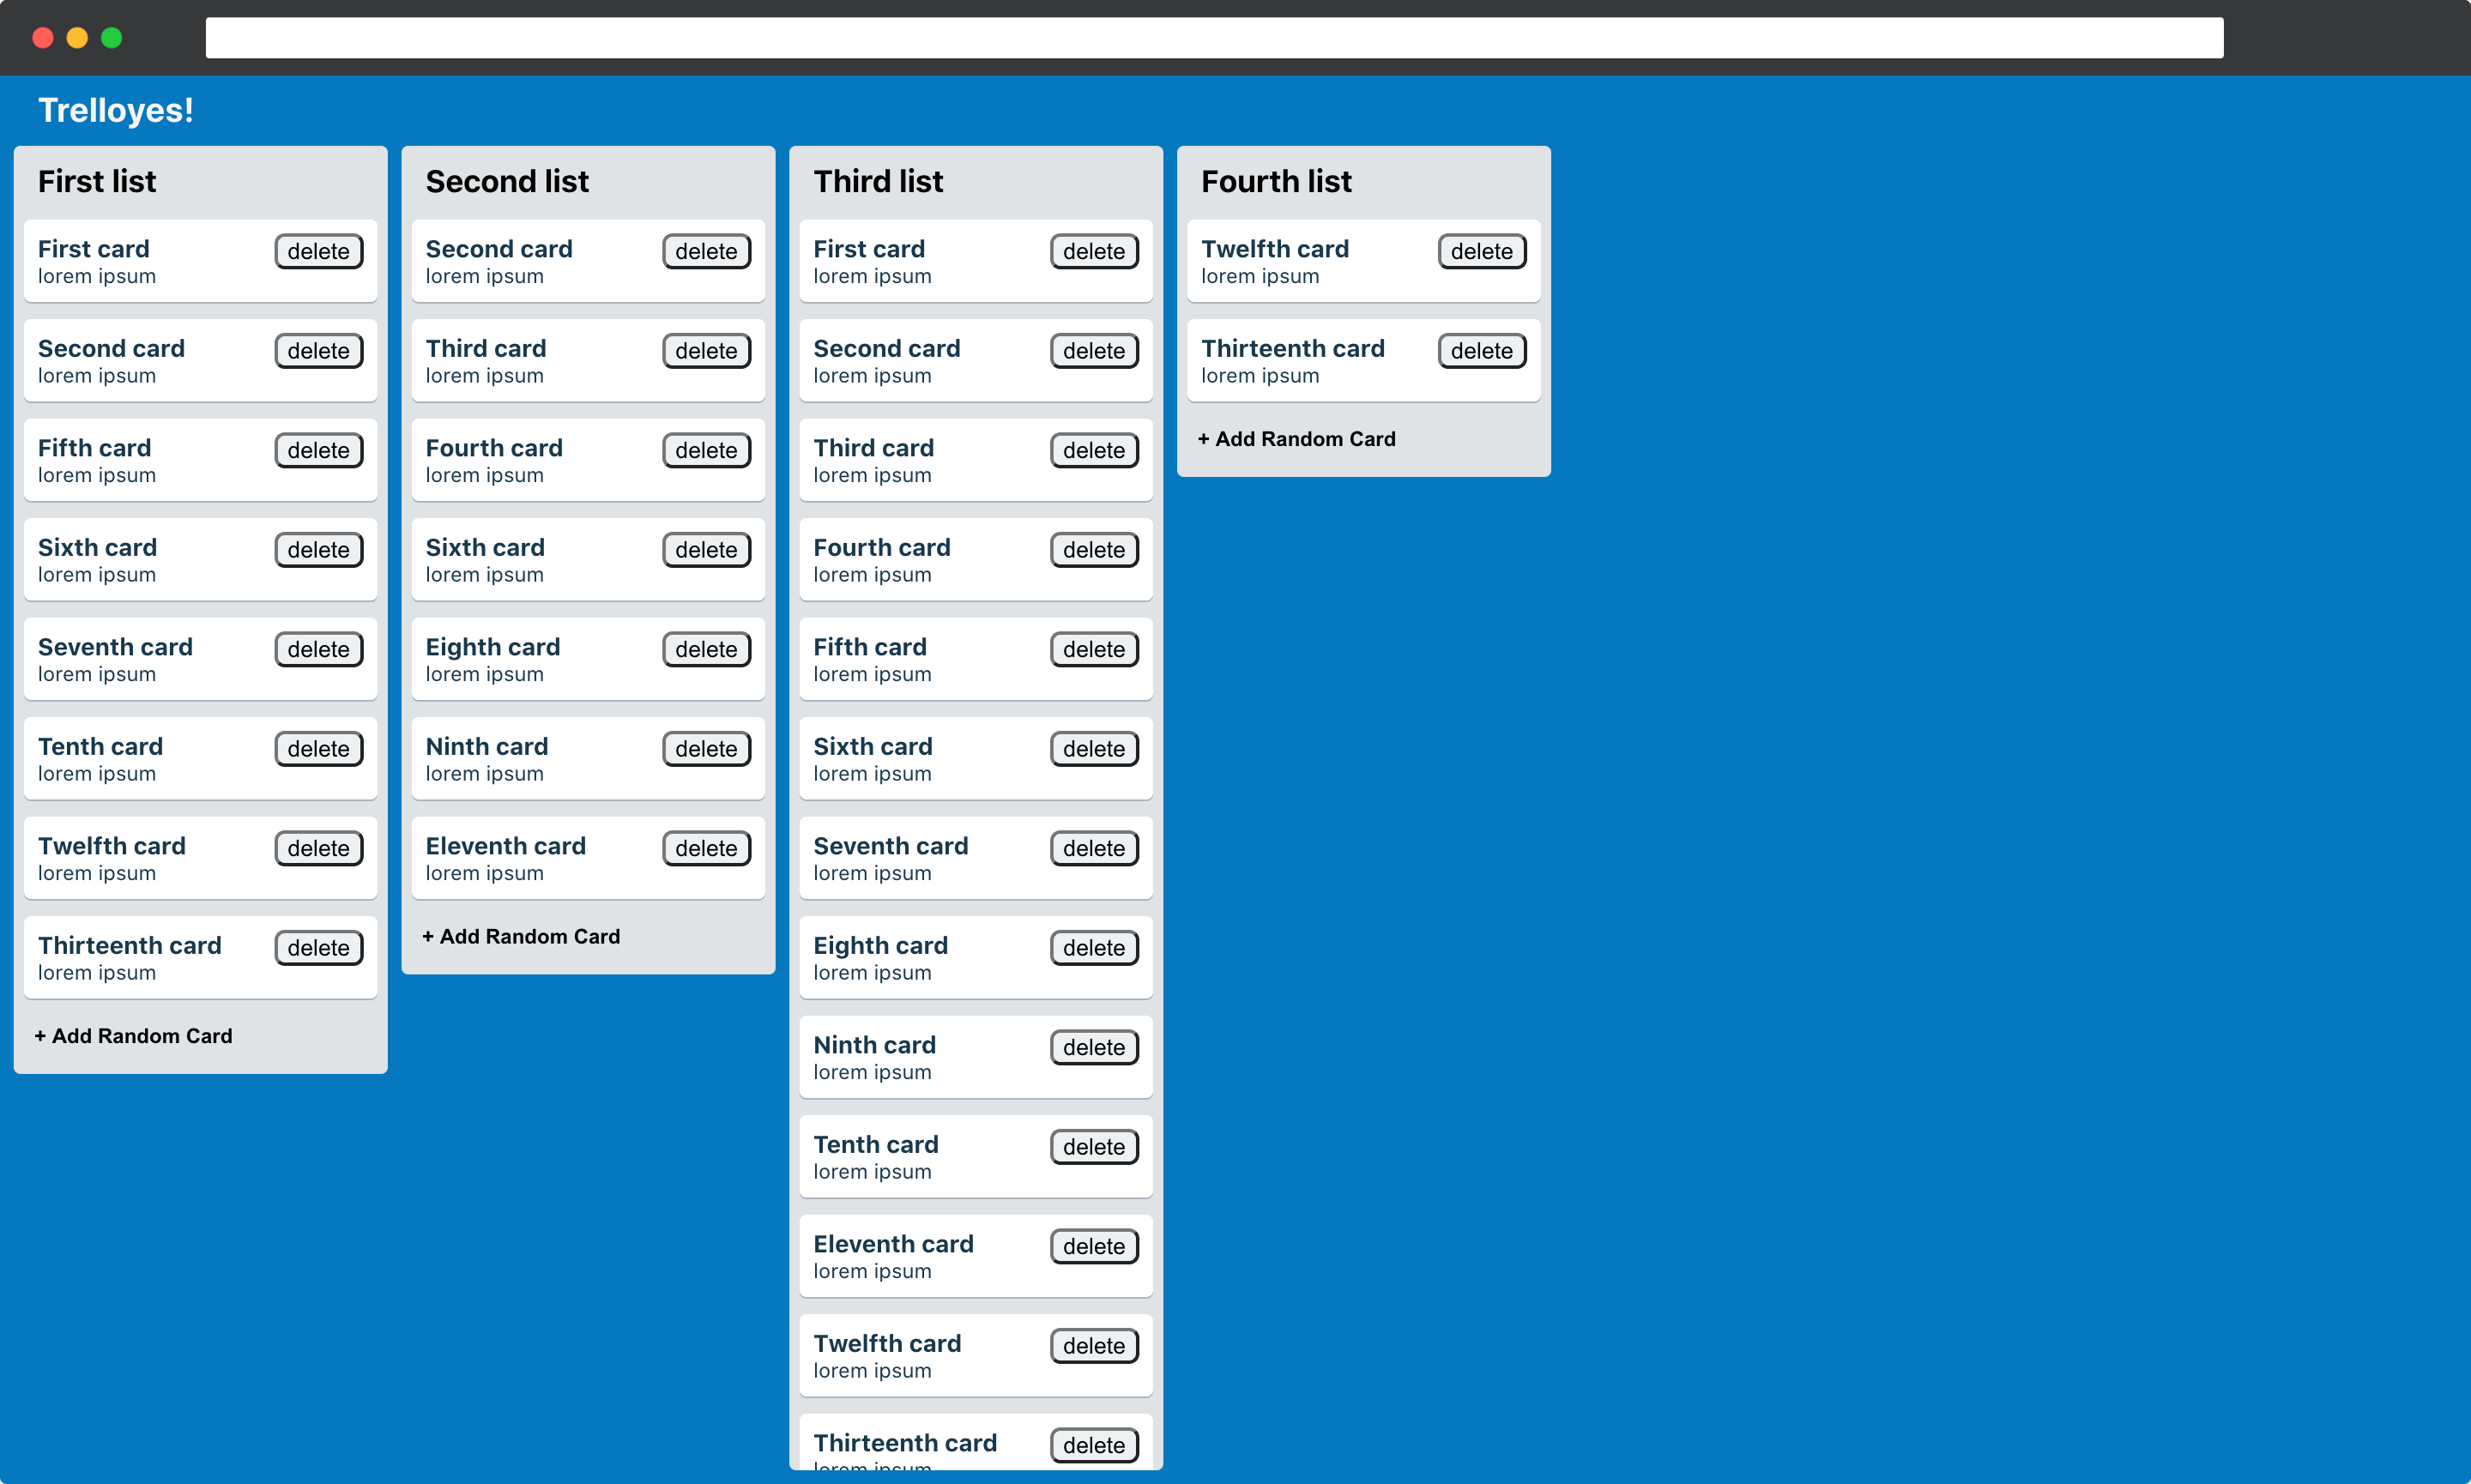 Trelloyes!
First list
First card
delete
lorem ipsum
Second card
delete
lorem ipsum
Fifth card
delete
lorem ipsum
Sixth card
delete
lorem ipsum
Seventh card
delete
lorem ipsum
Tenth card
delete
lorem ipsum
Twelfth card
delete
lorem ipsum
Thirteenth card
delete
lorem ipsum
+ Add Random Card
Second list
Second card
delete
lorem ipsum
Third card
delete
lorem ipsum
Fourth card
delete
lorem ipsum
Sixth card
delete
lorem ipsum
Eighth card
delete
lorem ipsum
Ninth card
delete
lorem ipsum
Eleventh card
delete
lorem ipsum
+ Add Random Card
Third list
First card
delete
lorem ipsum
Second card
delete
lorem ipsum
Third card
delete
lorem ipsum
Fourth card
delete
lorem ipsum
Fifth card
delete
lorem ipsum
Sixth card
delete
lorem ipsum
Seventh card
delete
lorem ipsum
Eighth card
delete
lorem ipsum
Ninth card
delete
lorem ipsum
Tenth card
delete
lorem ipsum
Eleventh card
delete
lorem ipsum
Twelfth card
delete
lorem ipsum
Thirteenth card
delete
lorem ipsum
Fourth list
Twelfth card
delete
lorem ipsum
Thirteenth card
delete
lorem ipsum
+ Add Random Card